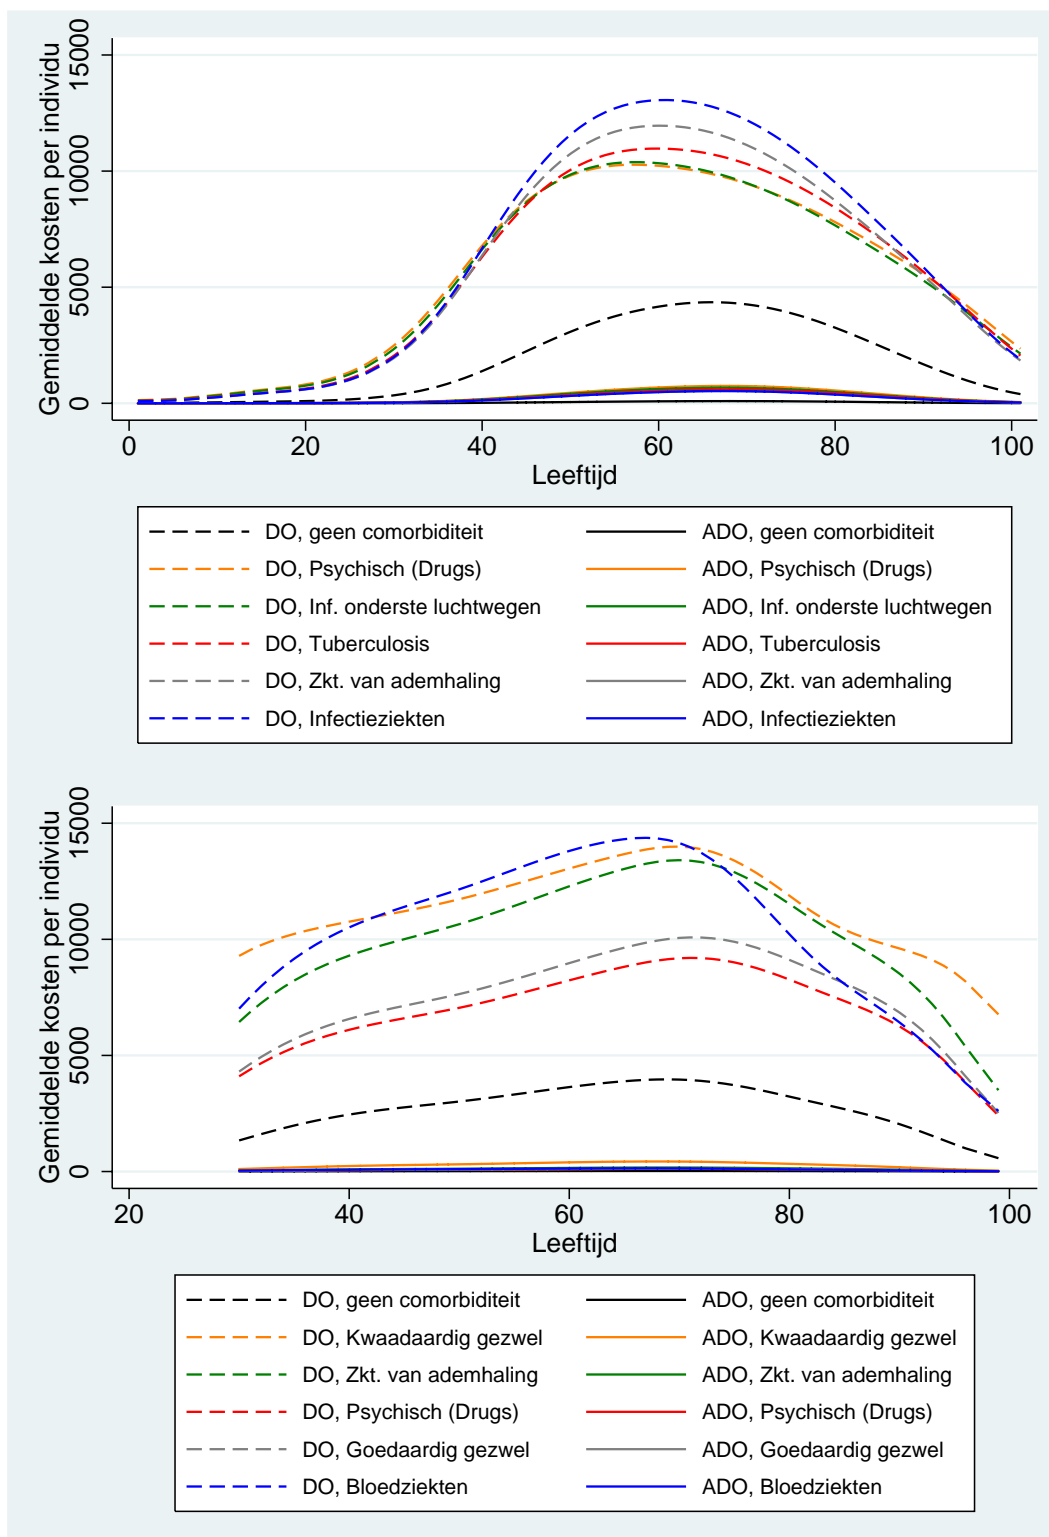 Gemiddelde kosten per individu
15000
10000
5000
0
0 20 40 60 80 100
Leeftijd
DO, geen comorbiditeit ADO, geen comorbiditeit
DO, Psychisch (Drugs) ADO, Psychisch (Drugs)
DO, Inf. onderste luchtwegen ADO, Inf. onderste luchtwegen
DO, Tuberculosis ADO, Tuberculosis
DO, Zkt. van ademhaling ADO, Zkt. van ademhaling
DO, Infectieziekten ADO, Infectieziekten
Gemiddelde kosten per individu
15000
10000
5000
0
20 40 60 80 100
Leeftijd
DO, geen comorbiditeit ADO, geen comorbiditeit
DO, Kwaadaardig gezwel ADO, Kwaadaardig gezwel
DO, Zkt. van ademhaling ADO, Zkt. van ademhaling
DO, Psychisch (Drugs) ADO, Psychisch (Drugs)
DO, Goedaardig gezwel ADO, Goedaardig gezwel
DO, Bloedziekten ADO, Bloedziekten